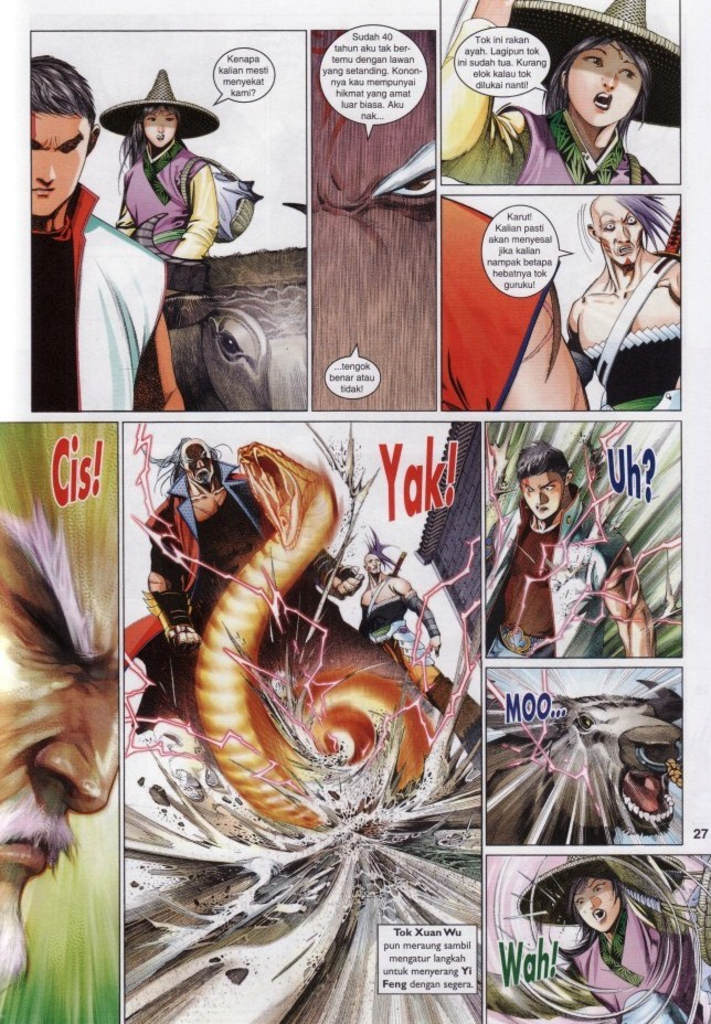 Kenapa
kalian mesti
menyekat
kami?
Sudah 40
tahun aku tak ber-
temu dengan lawan
yang setanding. Konon-
nya kau mempunyai
hikmat yang amat
luar biasa. Aku
nak...
...tengok
benar atau
tidak!
Tok ini rakan
ayah. Lagipun tok
ini sudah tua. Kurang
elok kalau tok
dilukai nanti!
Karut!
Kalian pasti
akan menyesal
jika kalian
nampak betapa
hebatnya tok
guruku!
Cis!
Yak!
Tok Xuan Wu
pun meraung sambil
mengatur langkah
untuk menyerang Yi
Feng dengan segera.
Uh?
MOO...
27
Wah!